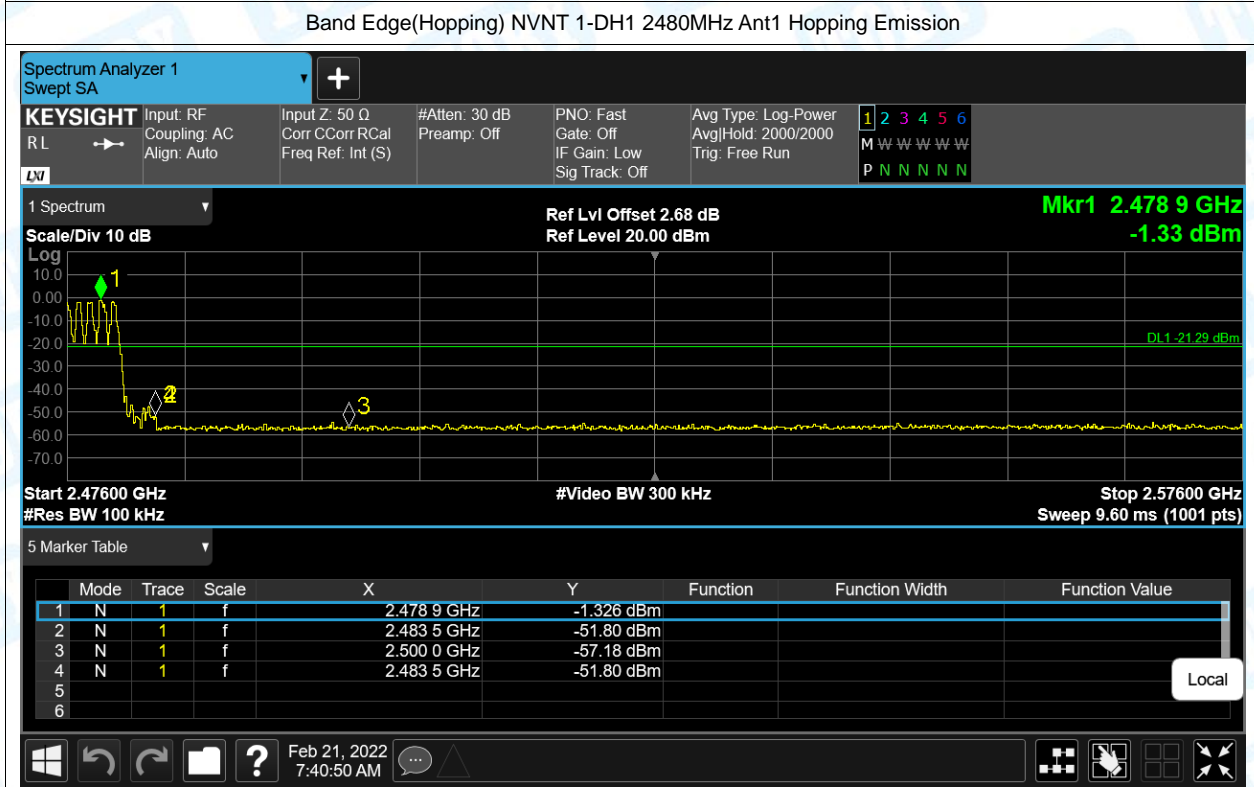 Band Edge(Hopping) NVNT 1-DH1 2480MHz Ant1 Hopping Emission
Spectrum Analyzer 1
Swept SA
KEYSIGHT
R L
LXI
Input: RF
Coupling: AC
Align: Auto
Input Z: 50 Ω
Corr CCorr RCal
Freq Ref: Int (S)
#Atten: 30 dB
Preamp: Off
PNO: Fast
Gate: Off
IF Gain: Low
Sig Track: Off
Avg Type: Log-Power
Avg|Hold: 2000/2000
Trig: Free Run
1 2 3 4 5 6
M W W W W W
P N N N N N
1 Spectrum
Scale/Div 10 dB
Ref Lvl Offset 2.68 dB
Ref Level 20.00 dBm
Mkr1 2.478 9 GHz
-1.33 dBm
Log
10.0
0.00
-10.0
-20.0
-30.0
-40.0
-50.0
-60.0
-70.0
1
3
DL1 -21.29 dBm
Start 2.47600 GHz
#Res BW 100 kHz
#Video BW 300 kHz
Stop 2.57600 GHz
Sweep 9.60 ms (1001 pts)
5 Marker Table
Mode Trace Scale X Y Function Function Width Function Value
1 N 1 f 2.478 9 GHz -1.326 dBm
2 N 1 f 2.483 5 GHz -51.80 dBm
3 N 1 f 2.500 0 GHz -57.18 dBm
4 N 1 f 2.483 5 GHz -51.80 dBm
5
6
Local
?
Feb 21, 2022
7:40:50 AM